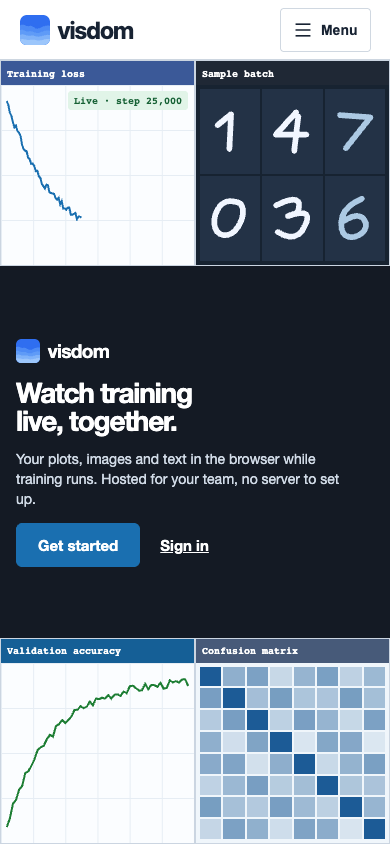 visdom
Menu
Training loss
Live · step 25,000
Sample batch
1 4 7
0 3 6
visdom
Watch training
live, together.
Your plots, images and text in the browser while
training runs. Hosted for your team, no server to set
up.
Get started
Sign in
Validation accuracy
Confusion matrix